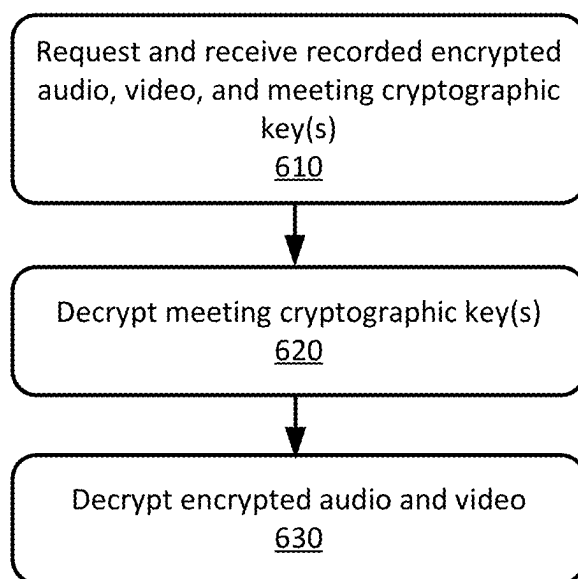 Request and receive recorded encrypted
audio, video, and meeting cryptographic
key(s)
610
Decrypt meeting cryptographic key(s)
620
Decrypt encrypted audio and video
630